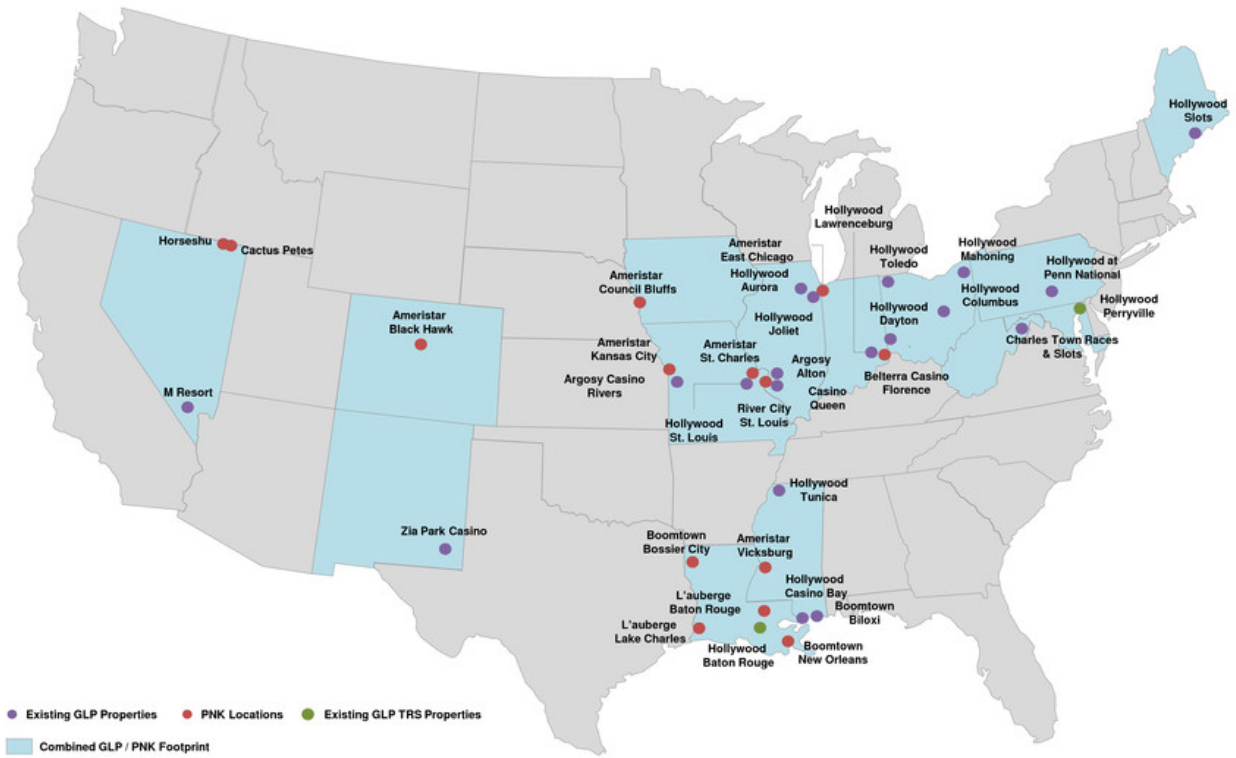 Hollywood
Slots
Horseshu
Cactus Petes
Hollywood
Lawrenceburg
Ameristar
East Chicago
Hollywood
Toledo
Hollywood
Mahoning
Hollywood at
Penn National
Ameristar
Council Bluffs
Hollywood
Aurora
Hollywood
Columbus
Hollywood
Perryville
Ameristar
Black Hawk
Hollywood
Joliet
Hollywood
Dayton
Charles Town Races
& Slots
Ameristar
Kansas City
Ameristar
St. Charles
Argosy
Alton
Argosy Casino
Rivers
Belterra Casino
Florence
M Resort
Casino
Queen
River City
St. Louis
Hollywood
St. Louis
Hollywood
Tunica
Zia Park Casino
Boomtown
Bossier City
Ameristar
Vicksburg
Hollywood
Casino Bay
L'auberge
Baton Rouge
Boomtown
Biloxi
L'auberge
Lake Charles
Hollywood
Baton Rouge
Boomtown
New Orleans
Existing GLP Properties
PNK Locations
Existing GLP TRS Properties
Combined GLP / PNK Footprint